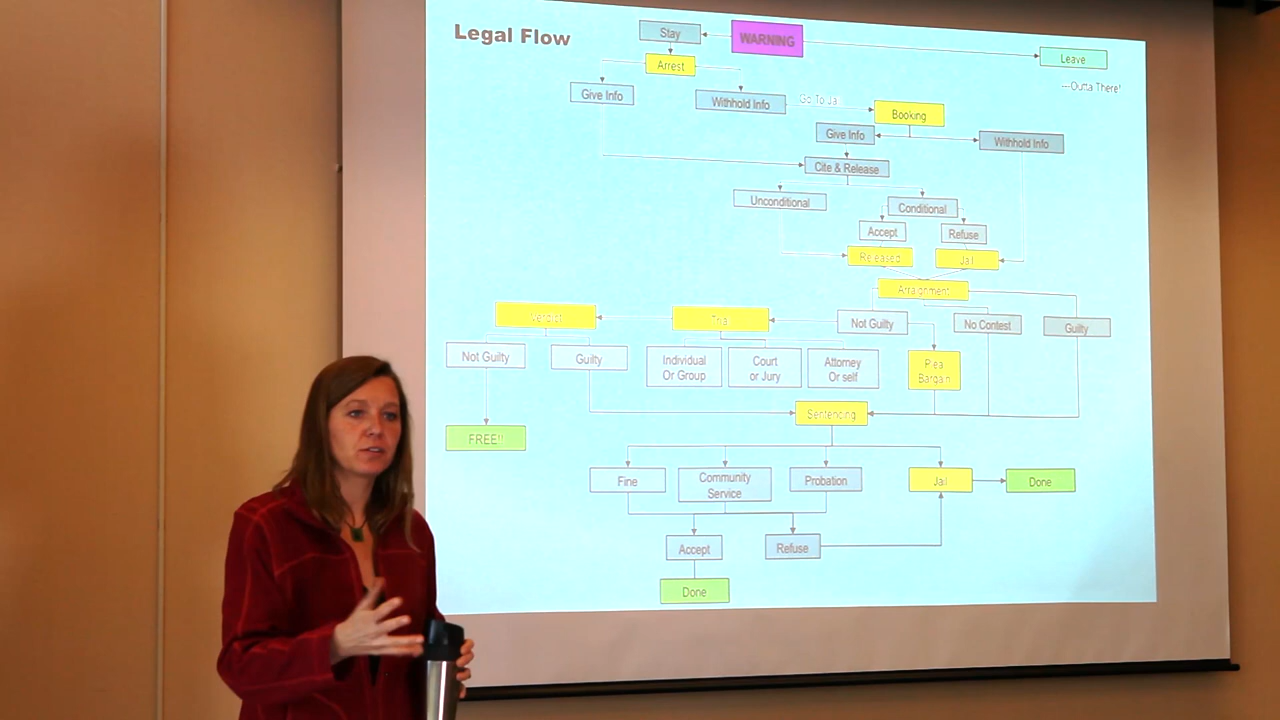 Legal Flow
Stay
WARNING
Leave
---Outta There!
Arrest
Give Info
Withhold Info
Go To Jail
Booking
Give Info
Withhold Info
Cite & Release
Unconditional
Conditional
Accept
Refuse
Released
Jail
Arraignment
Verdict
Trial
Not Guilty
No Contest
Guilty
Not Guilty
Guilty
Individual
Or Group
Court
or Jury
Attorney
Or self
Plea
Bargain
Sentencing
FREE!!
Fine
Community
Service
Probation
Jail
Done
Accept
Refuse
Done